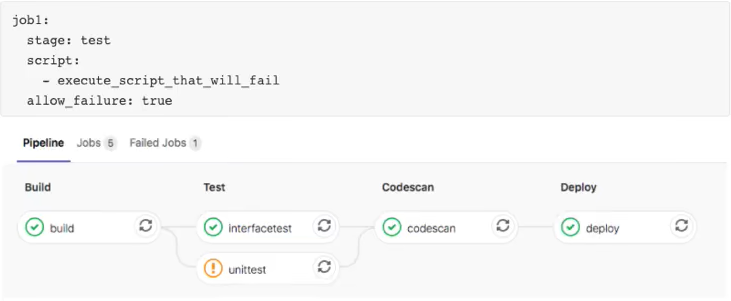 job1:
  stage: test
  script:
    - execute_script_that_will_fail
  allow_failure: true
Pipeline Jobs 5 Failed Jobs 1
Build Test Codescan Deploy
build interfacetest codescan deploy
unittest